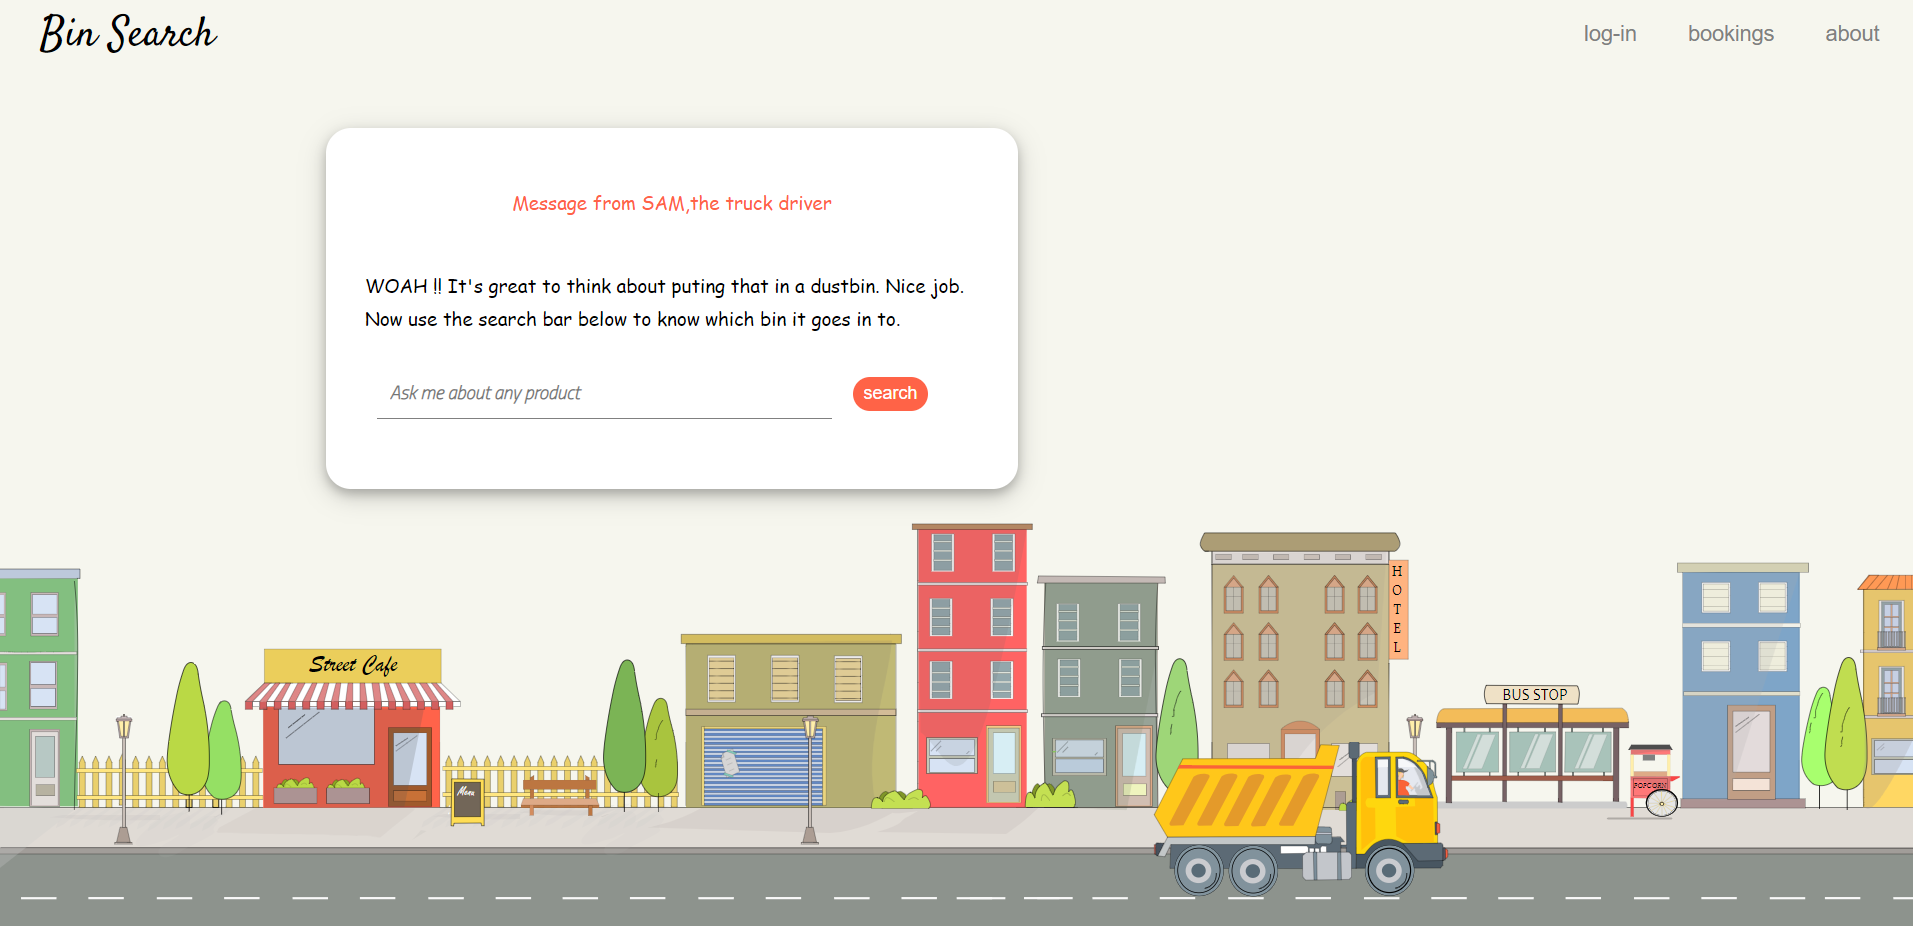 Bin Search
log-in
bookings
about
Message from SAM,the truck driver
WOAH !! It's great to think about puting that in a dustbin. Nice job.
Now use the search bar below to know which bin it goes in to.
Ask me about any product
search
HOTEL
Street Cafe
BUS STOP
Menu
POPCORN